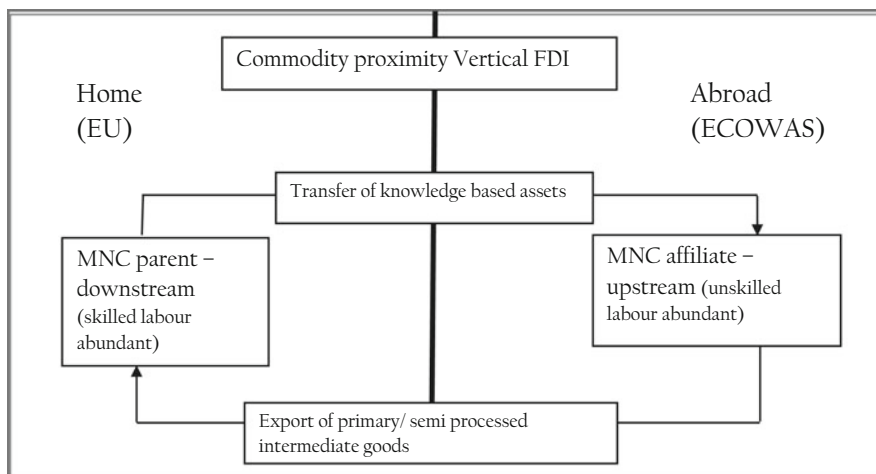 Commodity proximity Vertical FDI
Home
(EU)
Abroad
(ECOWAS)
Transfer of knowledge based assets
MNC parent –
downstream
(skilled labour
abundant)
MNC affiliate –
upstream (unskilled
labour abundant)
Export of primary/ semi processed
intermediate goods